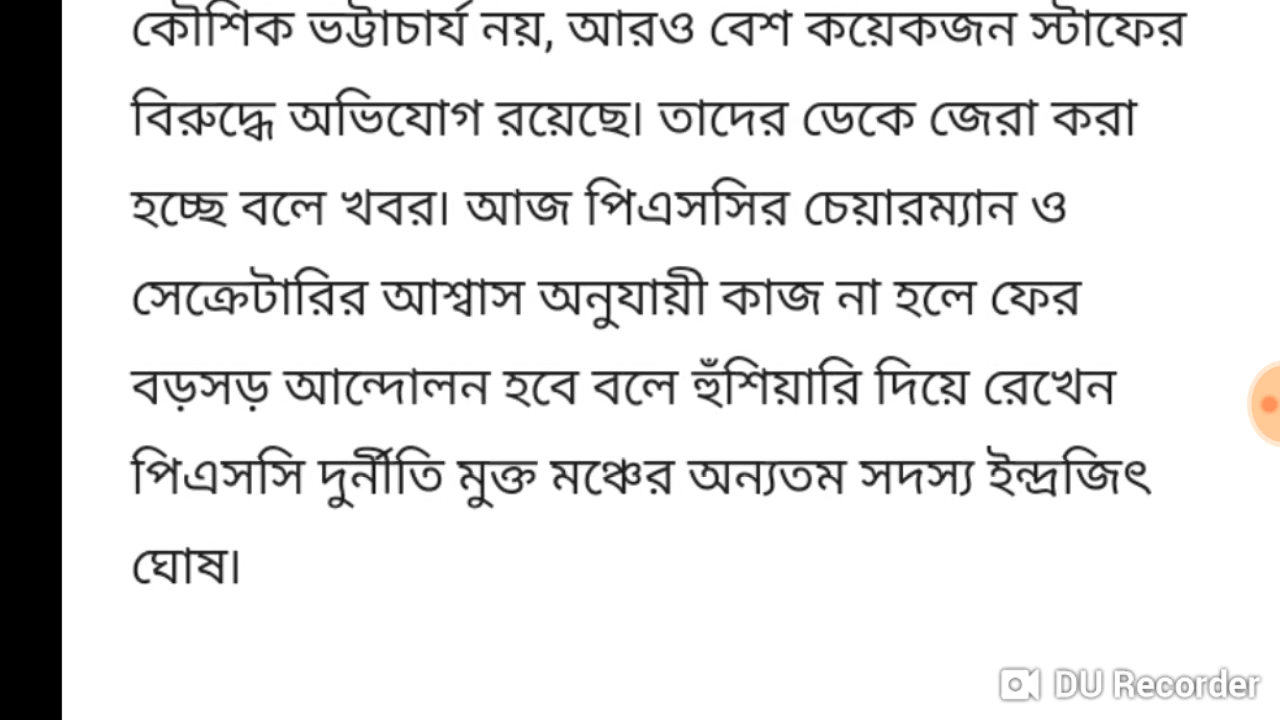 কৌশিক ভট্টাচার্য নয়, আরও বেশ কয়েকজন স্টাফের
বিরুদ্ধে অভিযোগ রয়েছে। তাদের ডেকে জেরা করা
হচ্ছে বলে খবর। আজ পিএসসির চেয়ারম্যান ও
সেক্রেটারির আশ্বাস অনুযায়ী কাজ না হলে ফের
বড়সড় আন্দোলন হবে বলে হুঁশিয়ারি দিয়ে রেখেন
পিএসসি দুর্নীতি মুক্ত মঞ্চের অন্যতম সদস্য ইন্দ্রজিৎ
ঘোষ।
DU Recorder